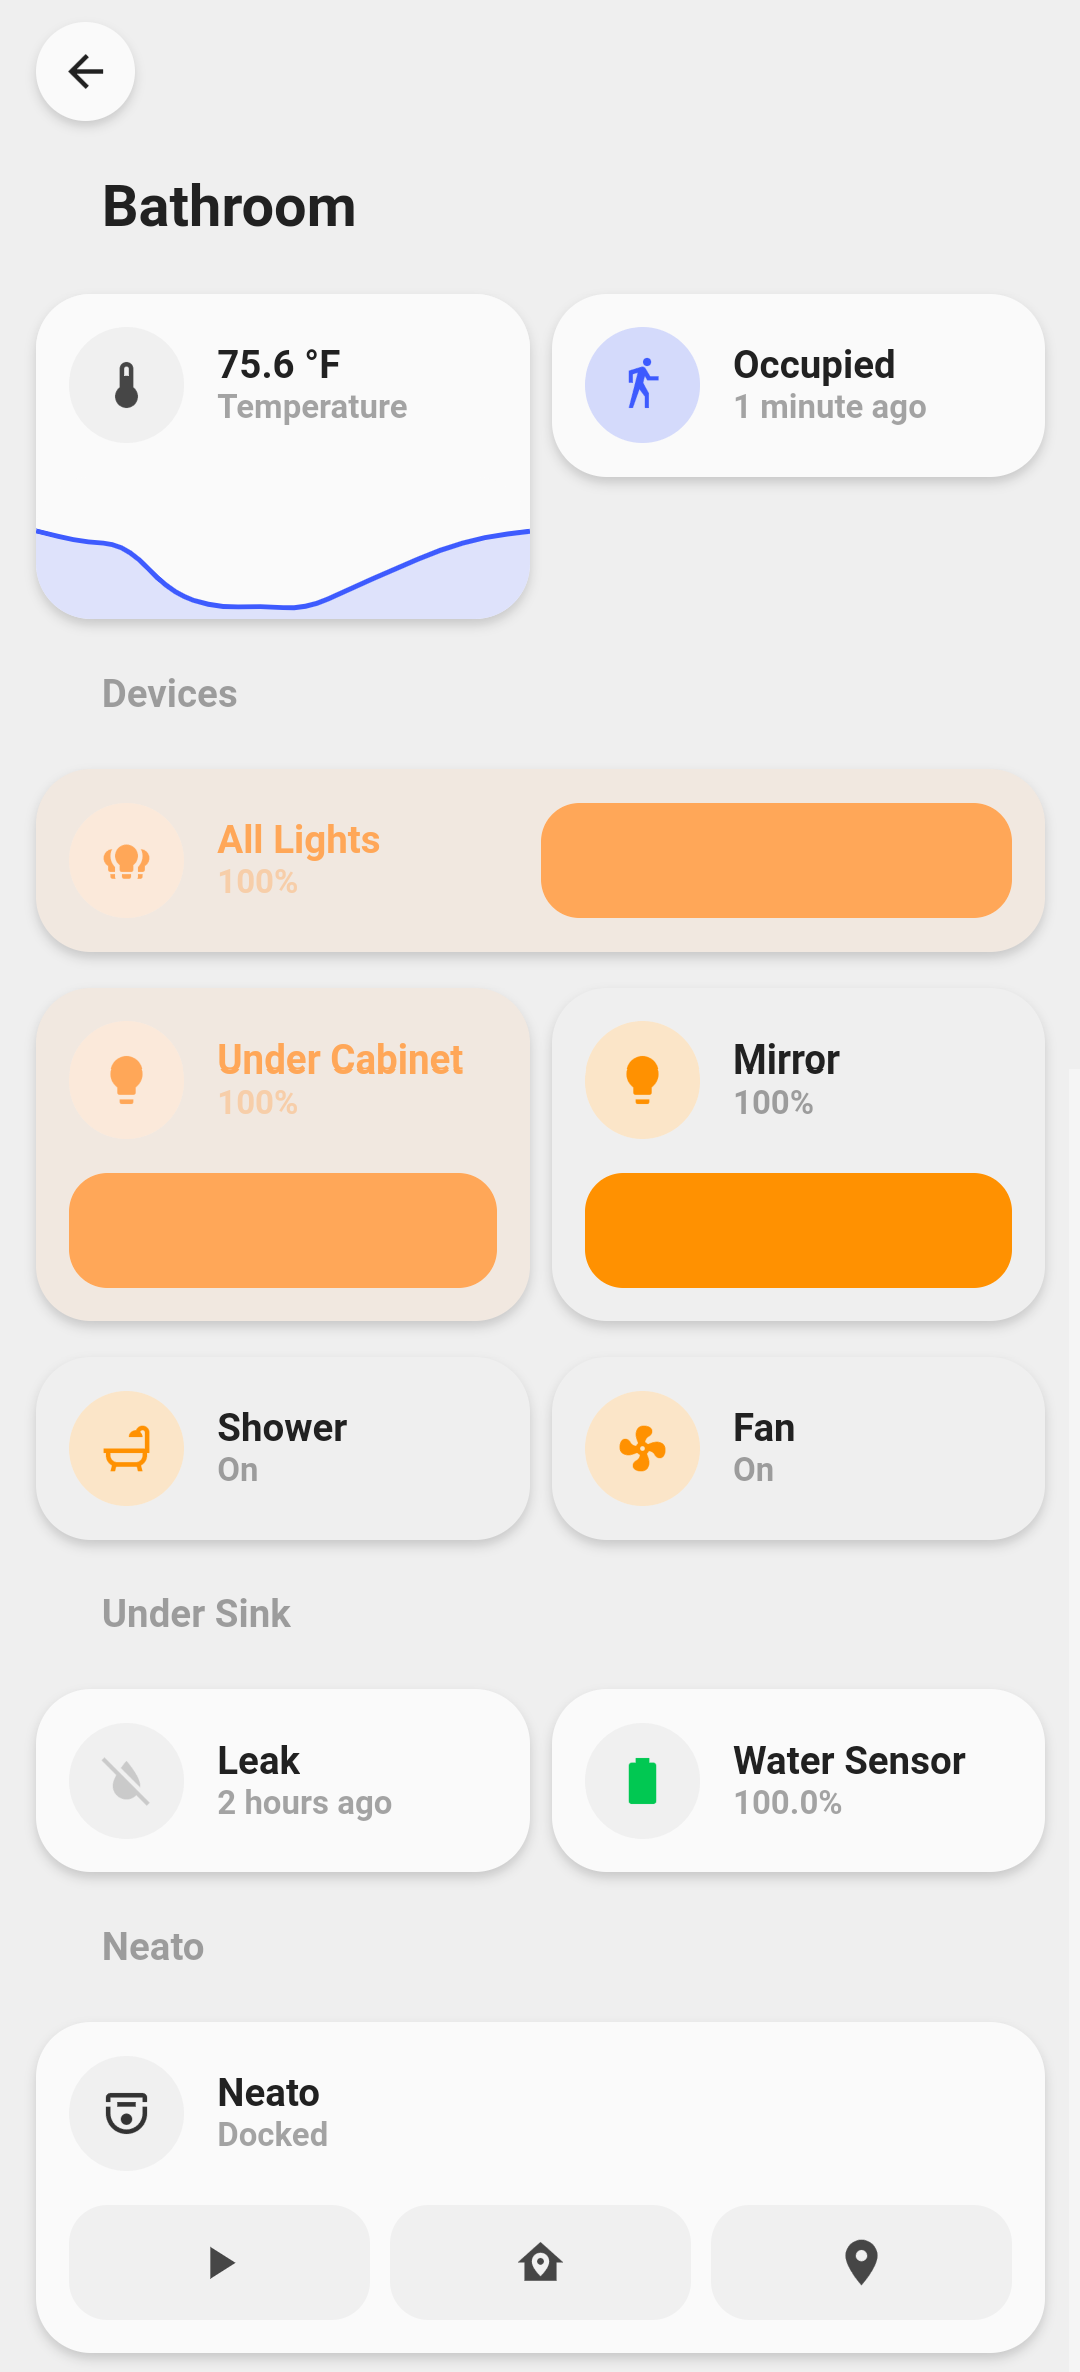 Bathroom
75.6 °F
Temperature
Occupied
1 minute ago
Devices
All Lights
100%
Under Cabinet
100%
Mirror
100%
Shower
On
Fan
On
Under Sink
Leak
2 hours ago
Water Sensor
100.0%
Neato
Neato
Docked